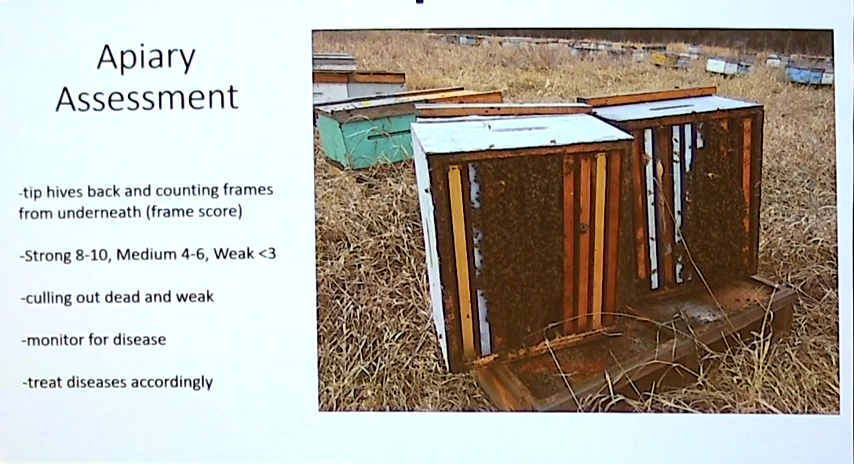 Apiary
Assessment
-tip hives back and counting frames
from underneath (frame score)
-Strong 8-10, Medium 4-6, Weak <3
-culling out dead and weak
-monitor for disease
-treat diseases accordingly